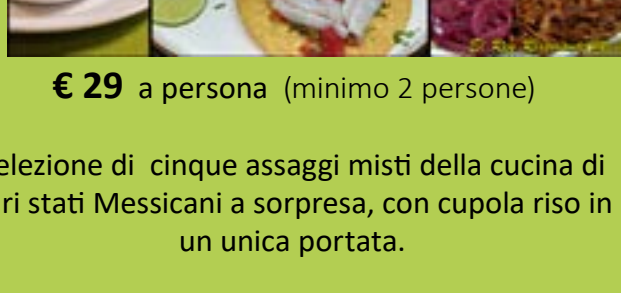 € 29 a persona (minimo 2 persone)
elezione di cinque assaggi misti della cucina di
ri stati Messicani a sorpresa, con cupola riso in
un unica portata.